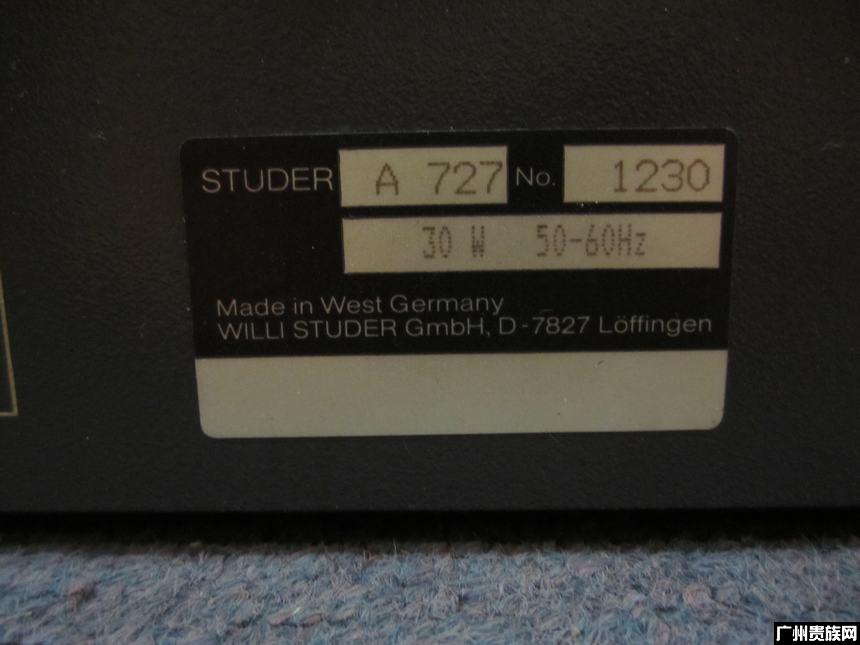 STUDER A 727 No. 1230
30 W 50-60Hz
Made in West Germany
WILLI STUDER GmbH, D-7827 Löffingen
广州贵族网